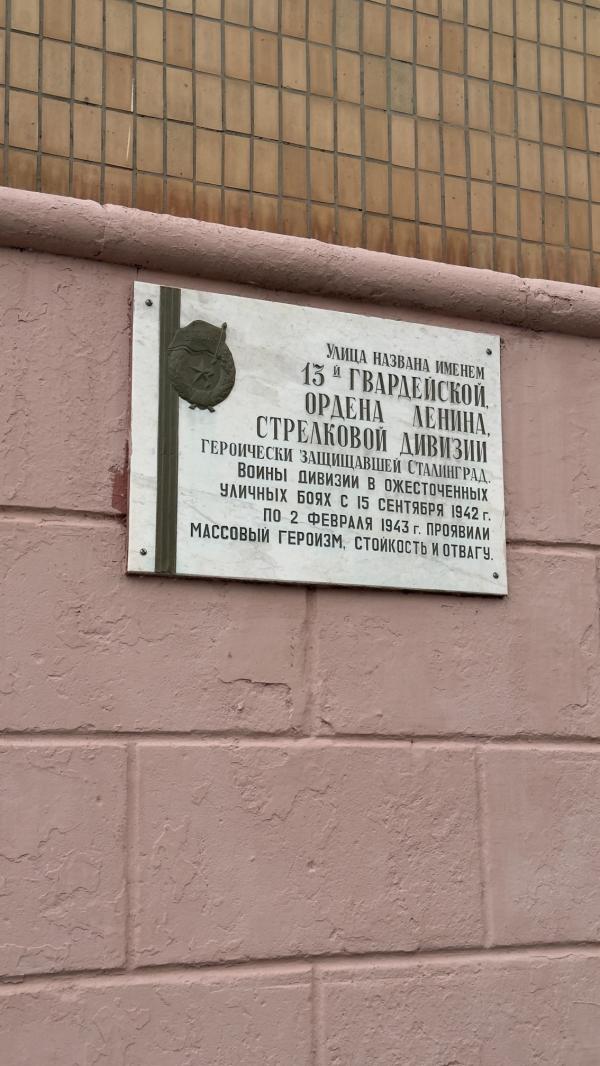 Улица названа именем
13й гвардейской,
ордена Ленина,
стрелковой дивизии
героически защищавшей Сталинград.
Воины дивизии в ожесточенных
уличных боях с 15 сентября 1942 г.
по 2 февраля 1943 г. проявили
массовый героизм, стойкость и отвагу.